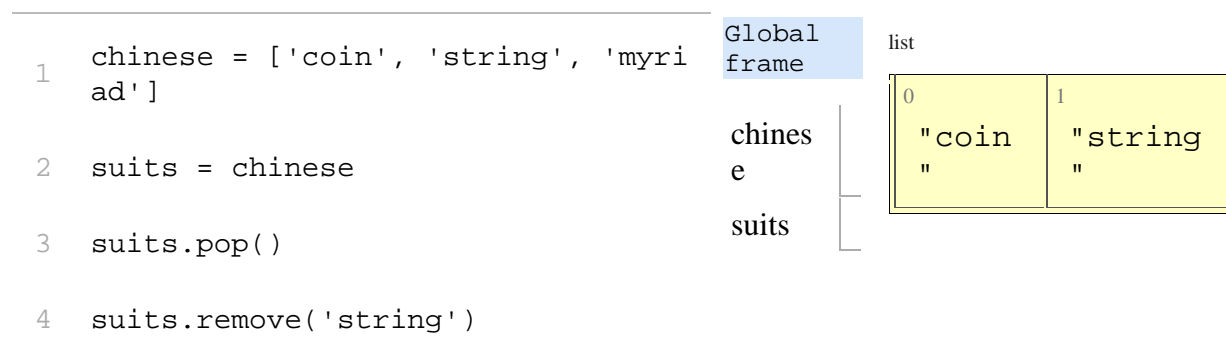 1 chinese = ['coin', 'string', 'myri
ad']
2 suits = chinese
3 suits.pop()
4 suits.remove('string')
Global
frame
chines
e
suits
list
0 1
"coin "string
" "